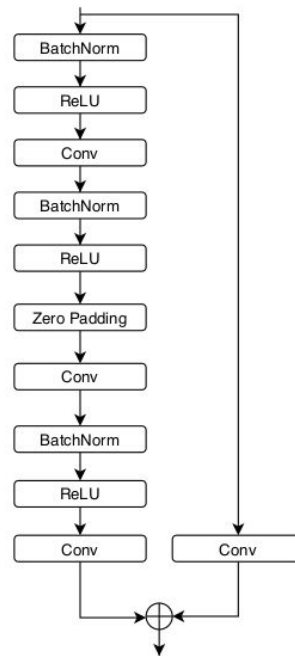 BatchNorm
ReLU
Conv
BatchNorm
ReLU
Zero Padding
Conv
BatchNorm
ReLU
Conv
Conv